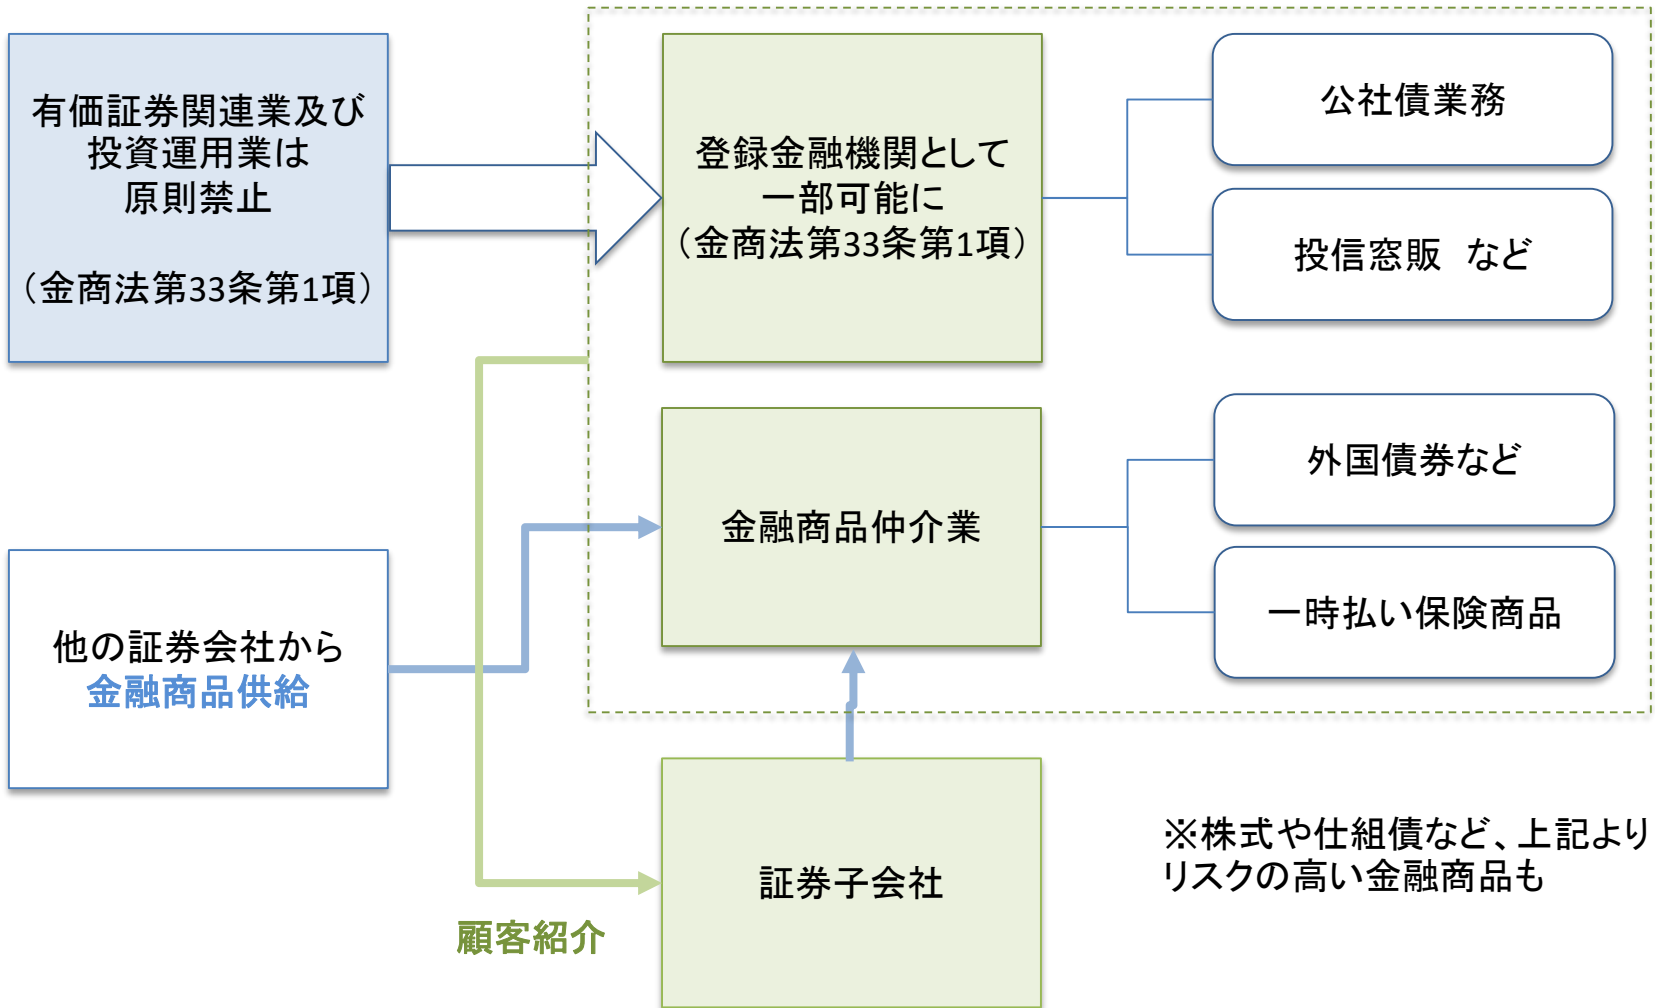 有価証券関連業及び
投資運用業は
原則禁止
（金商法第33条第1項）
登録金融機関として
一部可能に
（金商法第33条第1項）
公社債業務
投信窓販　など
金融商品仲介業
外国債券など
一時払い保険商品
他の証券会社から
金融商品供給
証券子会社
顧客紹介
※株式や仕組債など、上記より
リスクの高い金融商品も